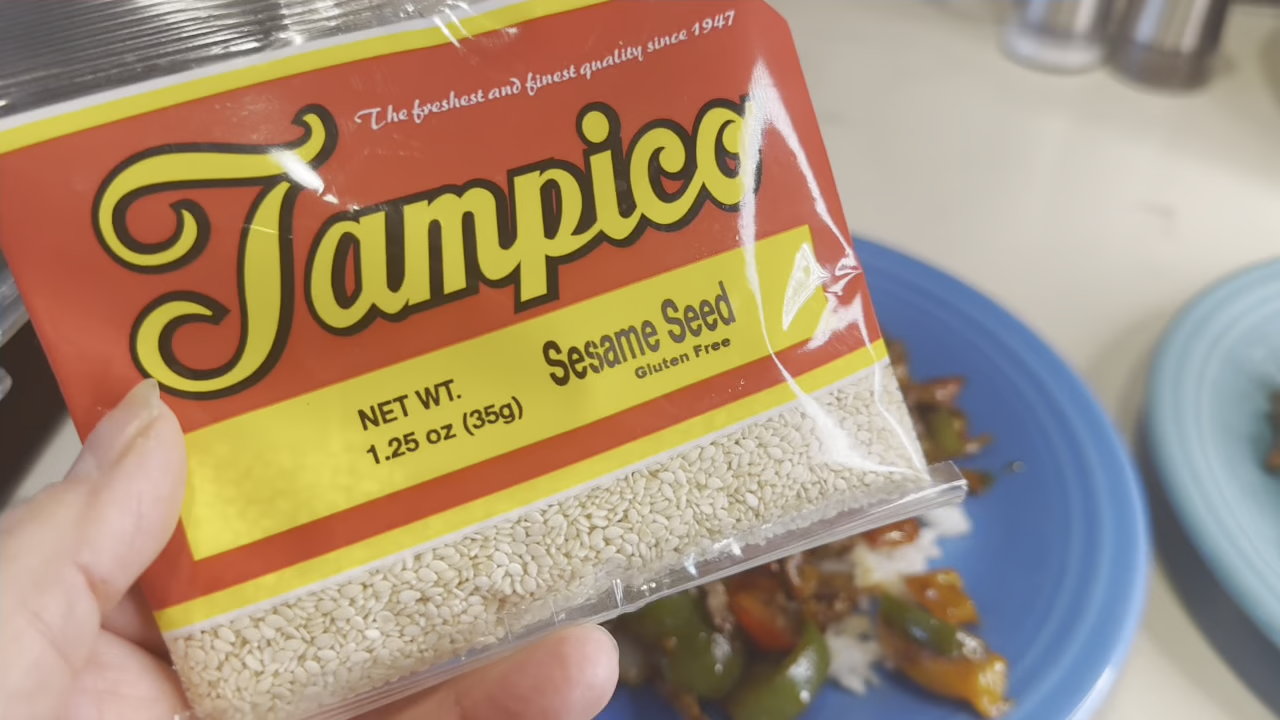 The freshest and finest quality since 1947
Tampico
Sesame Seed
Gluten Free
NET WT.
1.25 oz (35g)